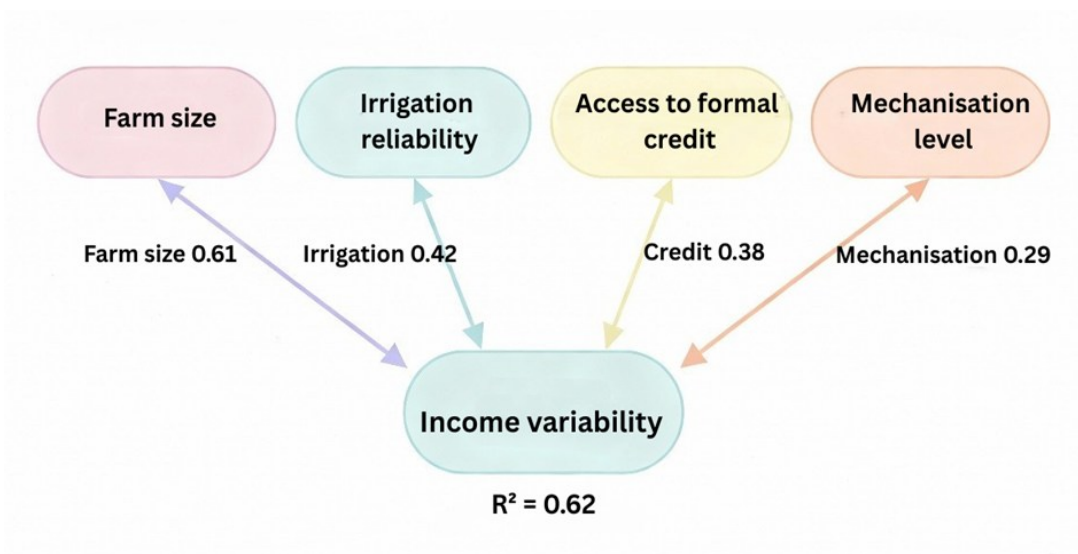 Farm size
Irrigation
reliability
Access to formal
credit
Mechanisation
level
Farm size 0.61
Irrigation 0.42
Credit 0.38
Mechanisation 0.29
Income variability
R² = 0.62